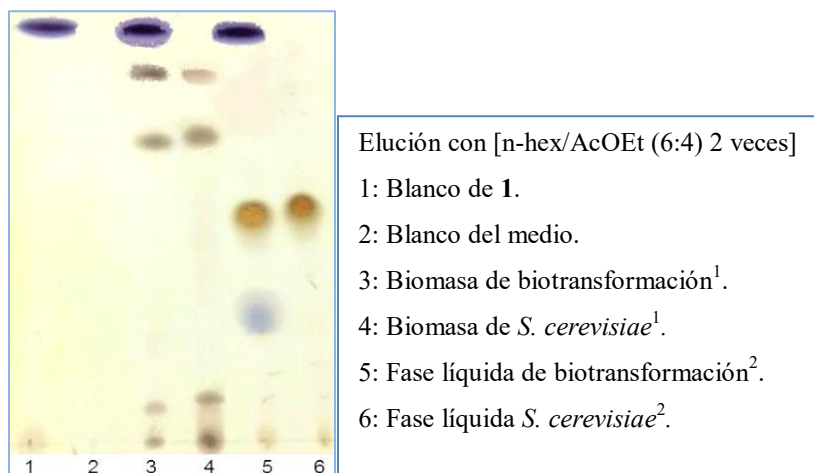 Elución con [n-hex/AcOEt (6:4) 2 veces]
1: Blanco de 1.
2: Blanco del medio.
3: Biomasa de biotransformación¹.
4: Biomasa de S. cerevisiae¹.
5: Fase líquida de biotransformación².
6: Fase líquida S. cerevisiae².
1 2 3 4 5 6